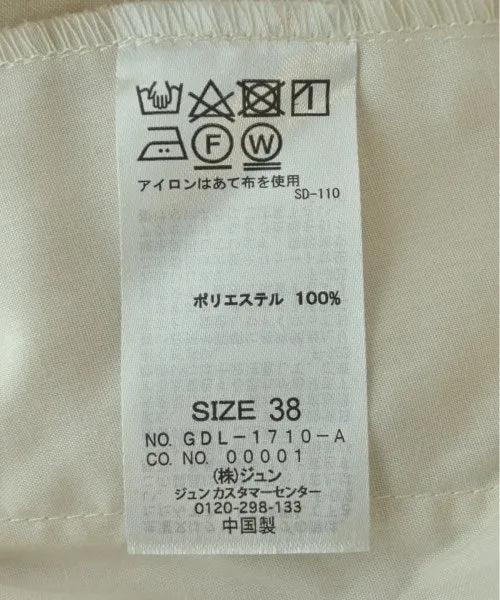 F W
アイロンはあて布を使用
SD-110
ポリエステル 100%
SIZE 38
NO. GDL-1710-A
CO. NO. 00001
(株)ジュン
ジュン カスタマーセンター
0120-298-133
中国製